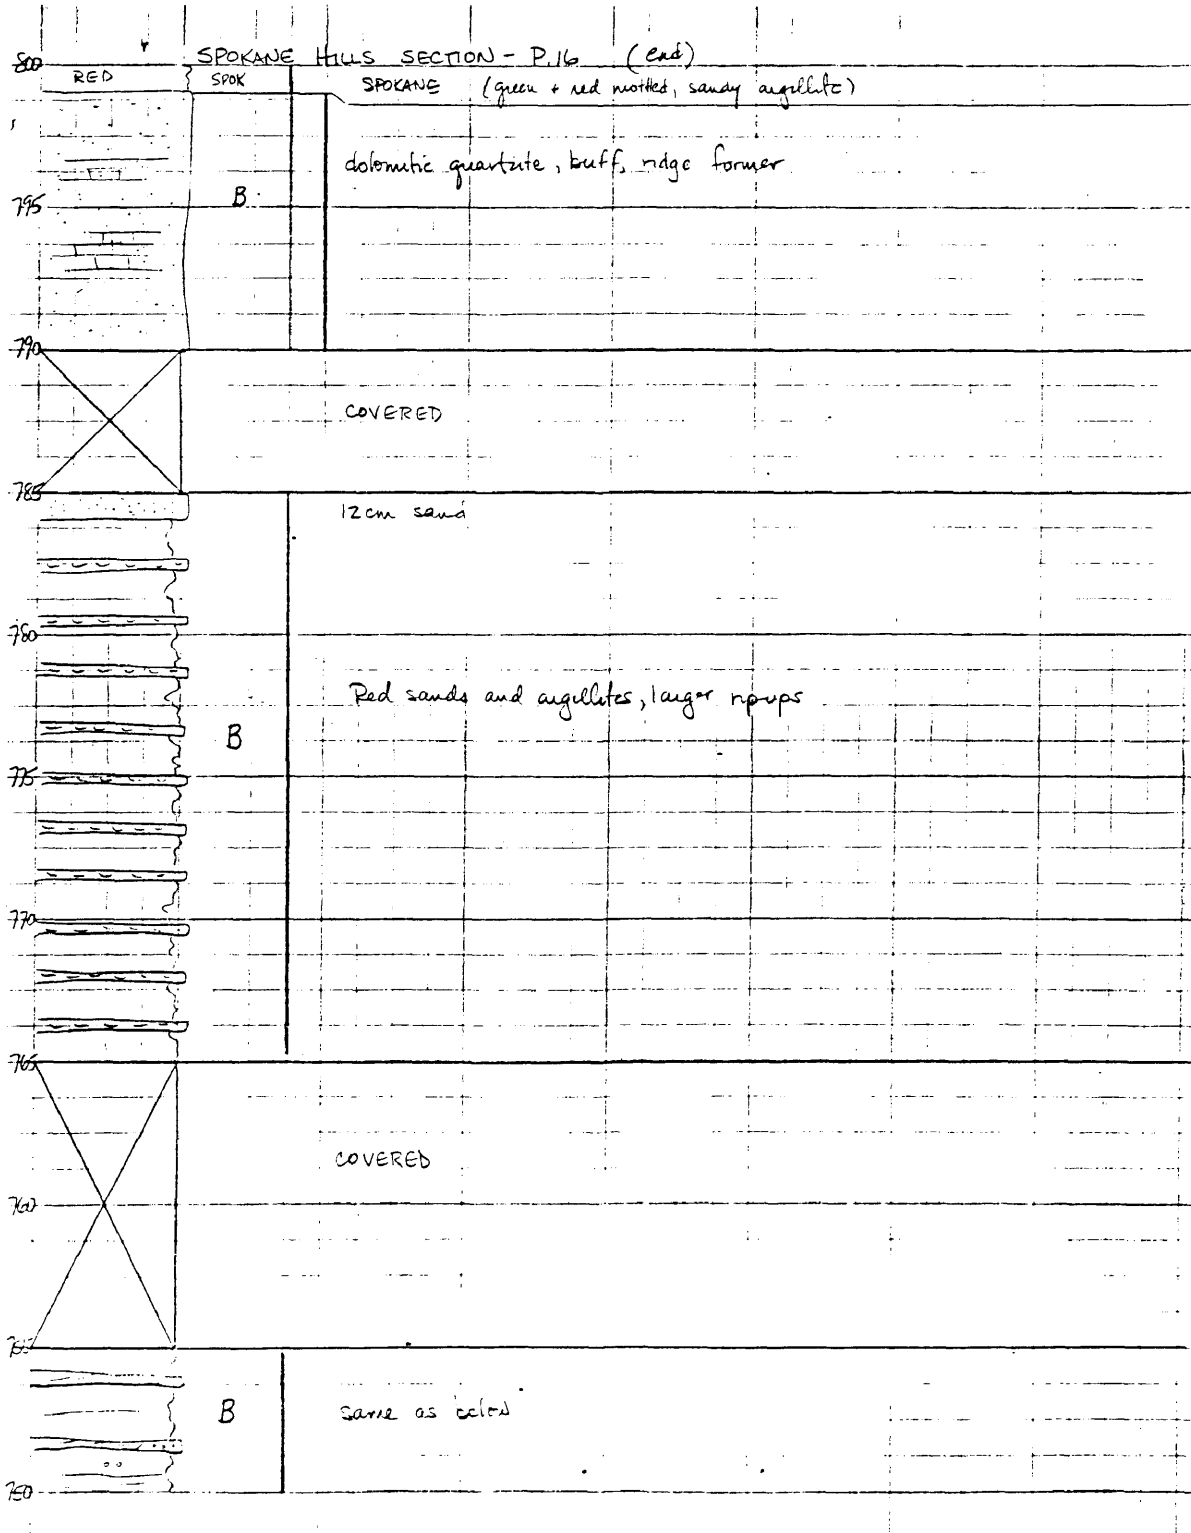 SPOKANE HILLS SECTION - P.16 (end)
800
RED SPOK SPOKANE (green + red mottled, sandy argillite)
dolomitic quartzite, buff, ridge former
795 B
790
COVERED
785
12cm sand
780
Red sands and argillites, larger ripups
B
775
770
765
COVERED
760
755
B same as below
750